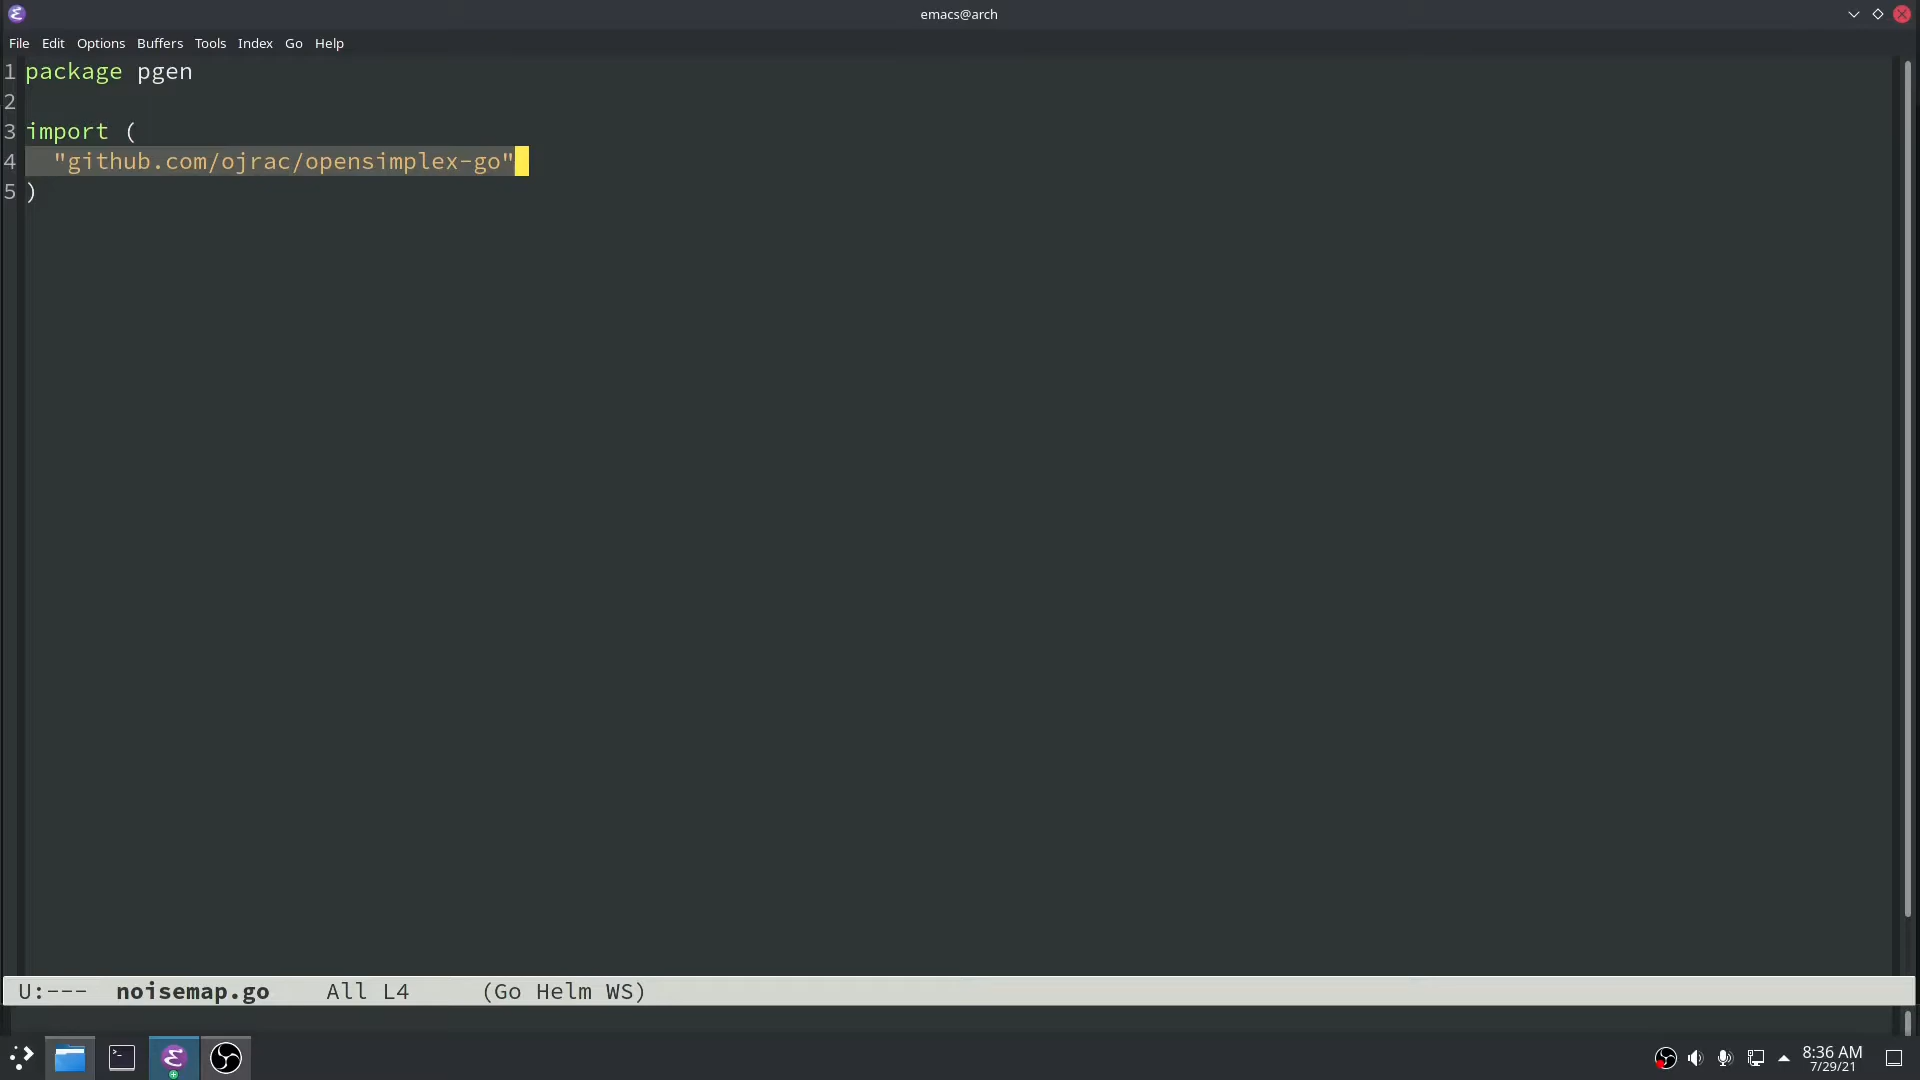 emacs@arch
File Edit Options Buffers Tools Index Go Help
1 package pgen
2
3 import (
4 "github.com/ojrac/opensimplex-go"
5 )
U:--- noisemap.go All L4 (Go Helm WS)
8:36 AM
7/29/21